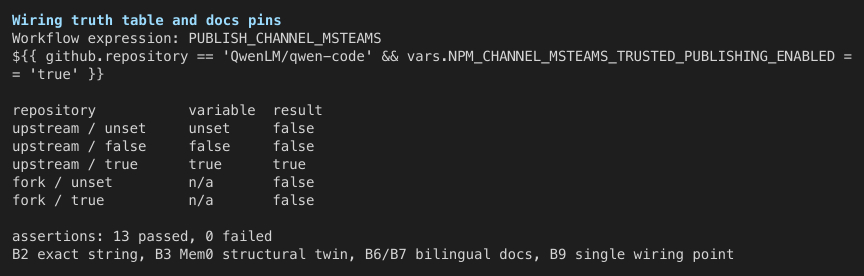 Wiring truth table and docs pins
Workflow expression: PUBLISH_CHANNEL_MSTEAMS
${{ github.repository == 'QwenLM/qwen-code' && vars.NPM_CHANNEL_MSTEAMS_TRUSTED_PUBLISHING_ENABLED =
= 'true' }}
repository variable result
upstream / unset unset false
upstream / false false false
upstream / true true true
fork / unset n/a false
fork / true n/a false
assertions: 13 passed, 0 failed
B2 exact string, B3 Mem0 structural twin, B6/B7 bilingual docs, B9 single wiring point